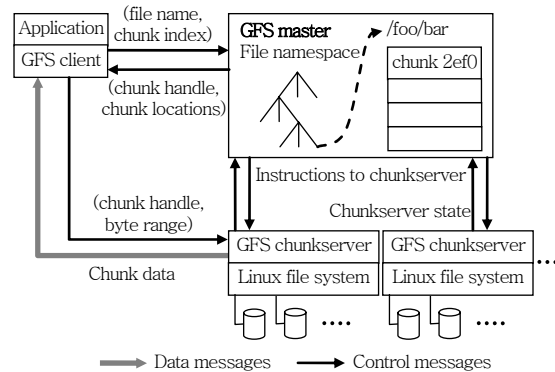 Application
GFS client
(file name,
chunk index)
GFS master
File namespace
/foo/bar
chunk 2ef0
(chunk handle,
chunk locations)
Instructions to chunkserver
Chunkserver state
(chunk handle,
byte range)
Chunk data
GFS chunkserver
Linux file system
GFS chunkserver
Linux file system
Data messages
Control messages